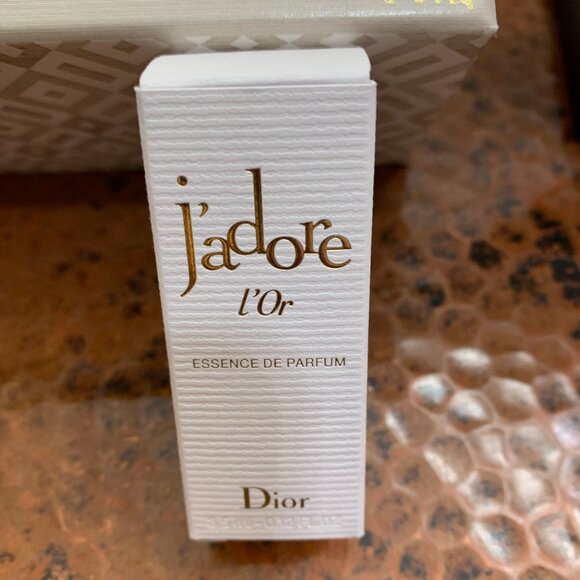 j'adore
l'Or
ESSENCE DE PARFUM
Dior